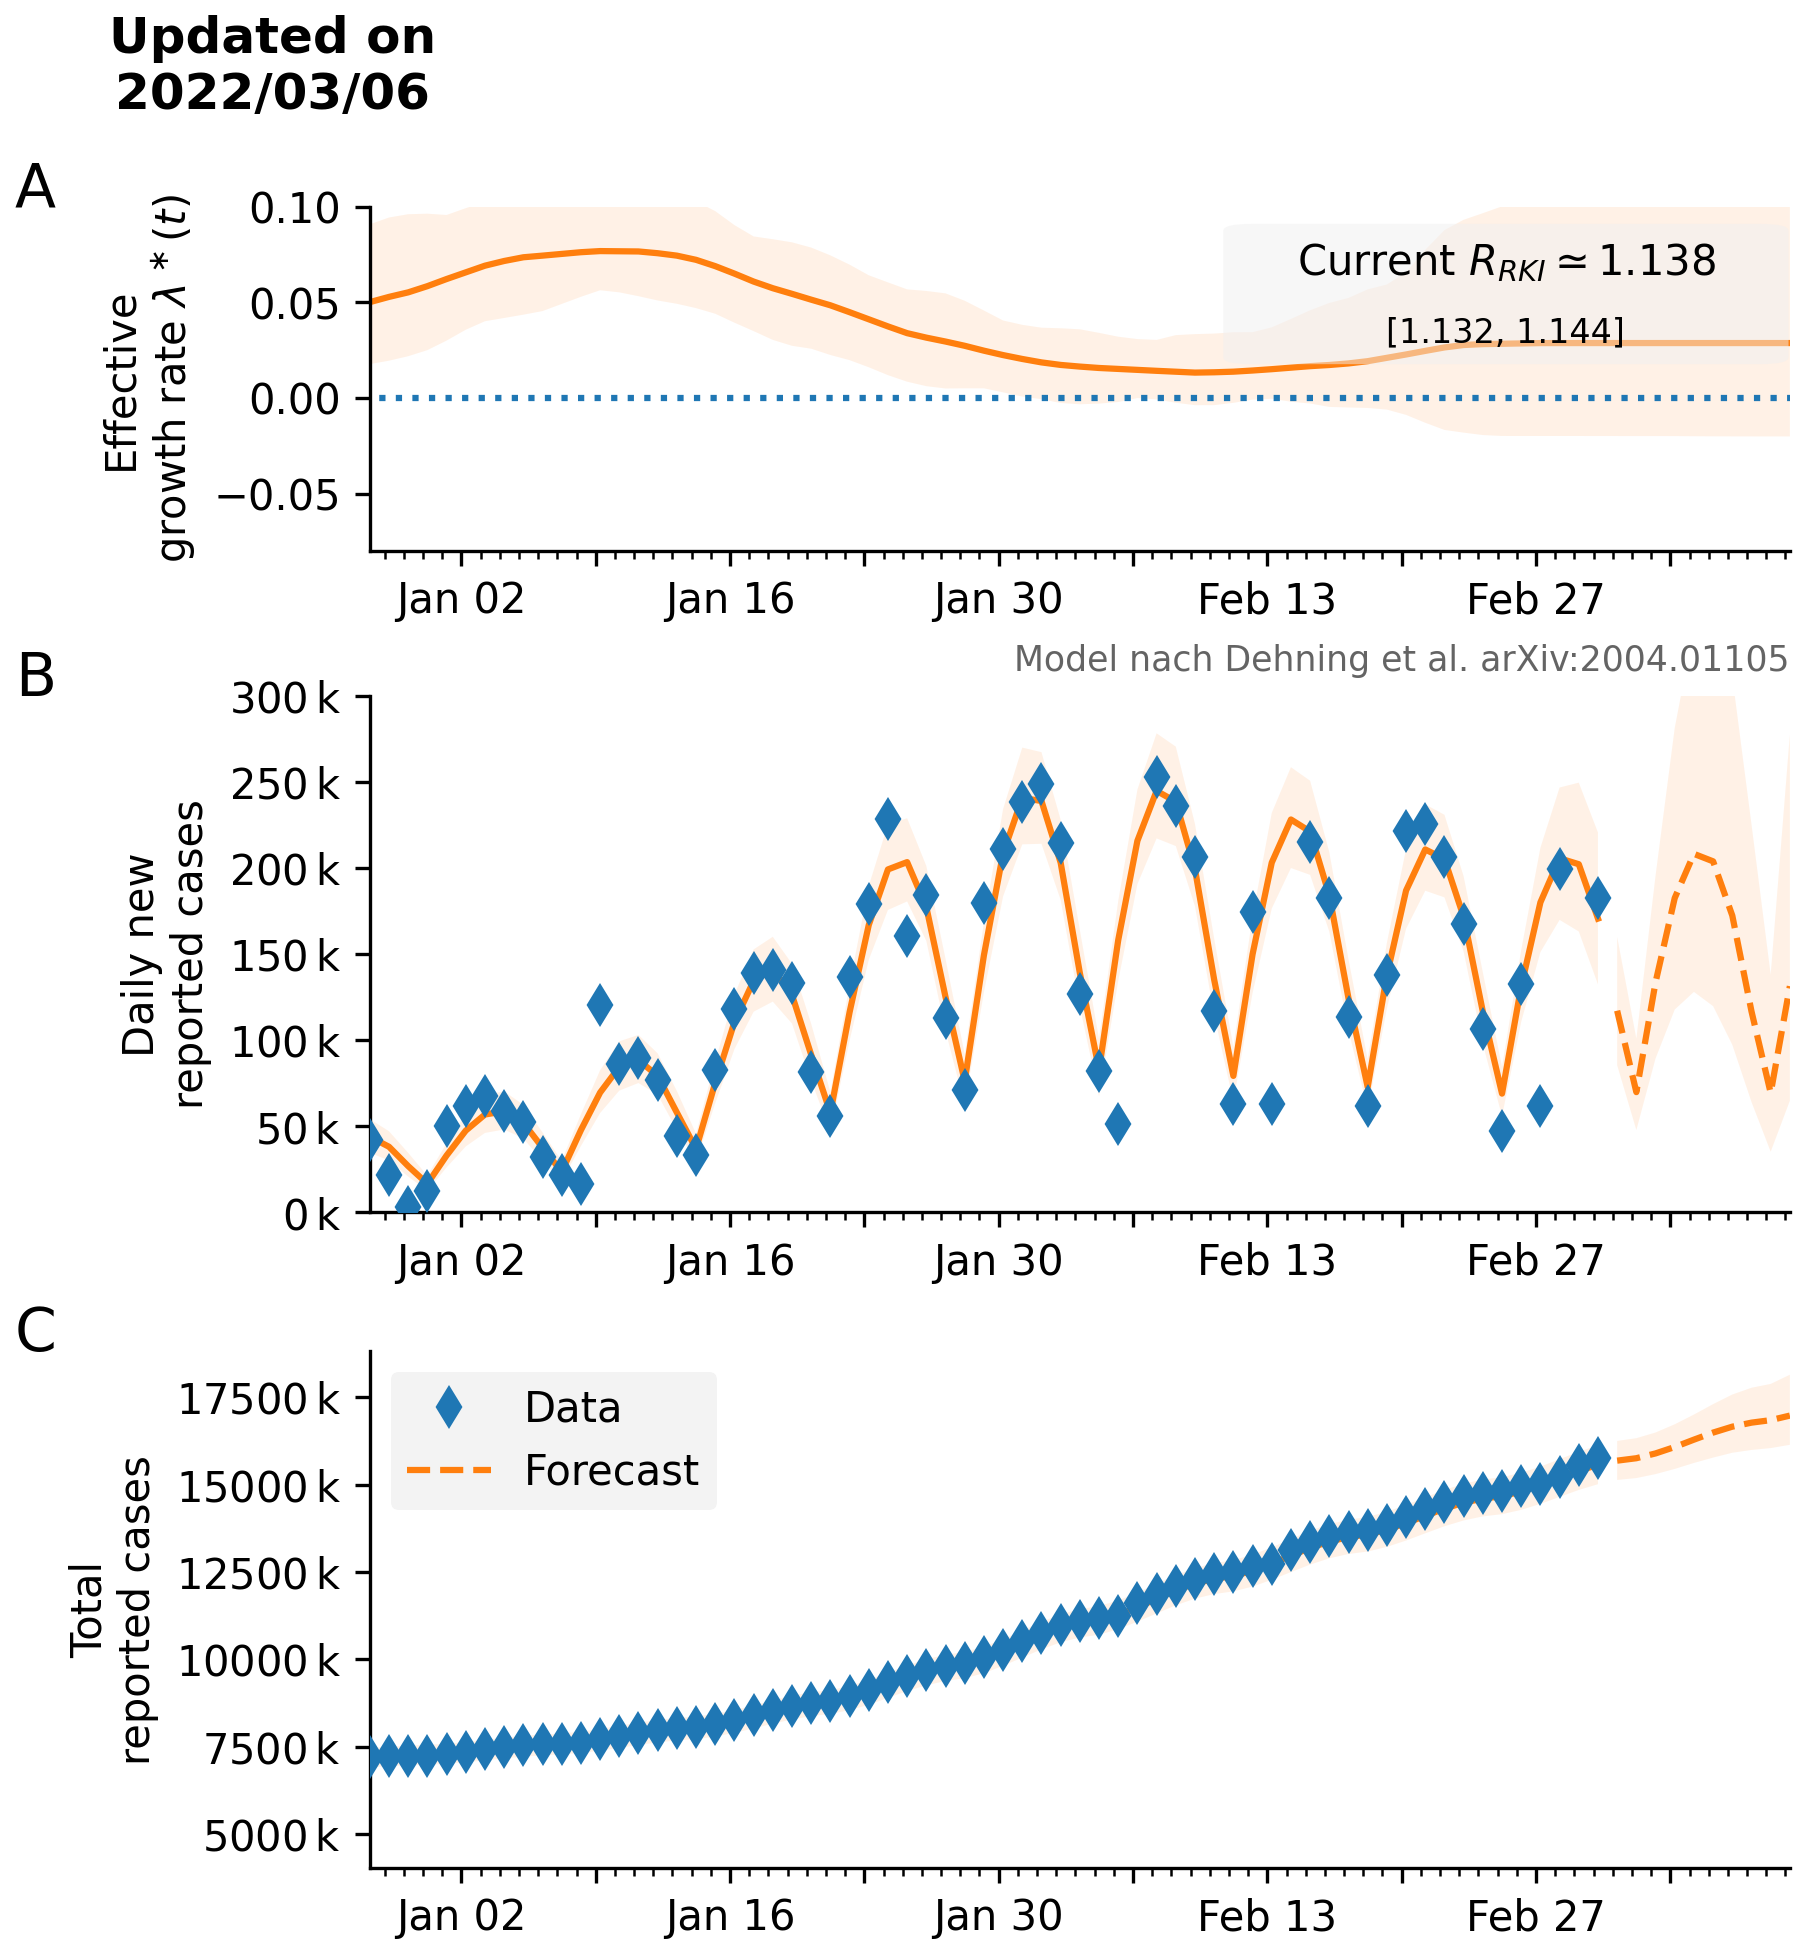 Updated on
2022/03/06
A
Effective
growth rate λ * (t)
0.10
0.05
0.00
−0.05
Current R_RKI ≃ 1.138
[1.132, 1.144]
Jan 02 Jan 16 Jan 30 Feb 13 Feb 27
Model nach Dehning et al. arXiv:2004.01105
B
Daily new
reported cases
300 k
250 k
200 k
150 k
100 k
50 k
0 k
Jan 02 Jan 16 Jan 30 Feb 13 Feb 27
C
Total
reported cases
17500 k
15000 k
12500 k
10000 k
7500 k
5000 k
Data
Forecast
Jan 02 Jan 16 Jan 30 Feb 13 Feb 27